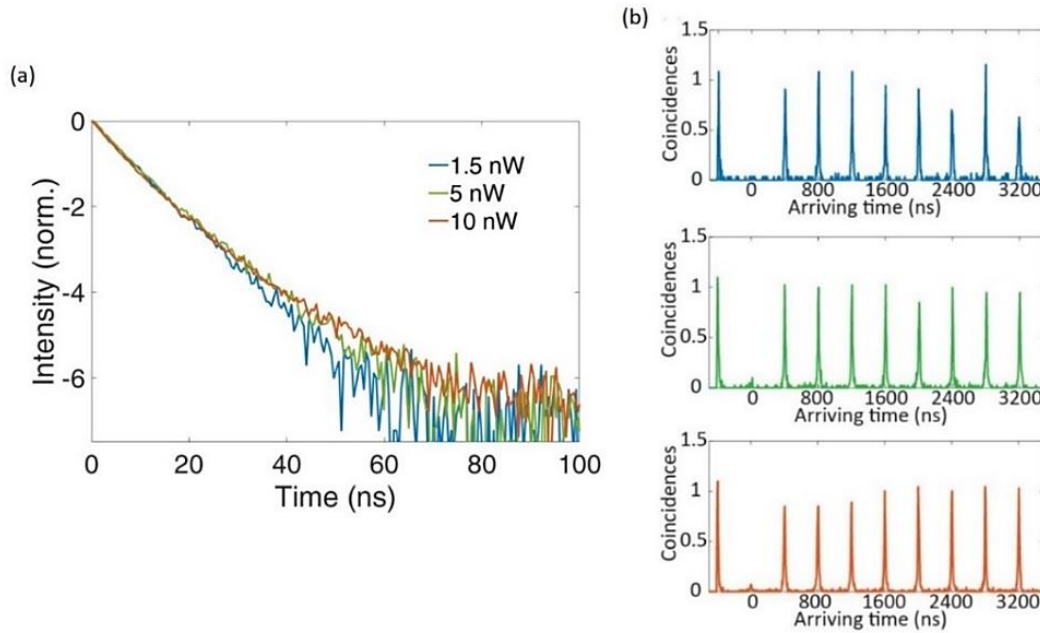 (a)
0
-2
-4
-6
Intensity (norm.)
1.5 nW
5 nW
10 nW
0 20 40 60 80 100
Time (ns)
(b)
1.5
1
0.5
0
Coincidences
0 800 1600 2400 3200
Arriving time (ns)
1.5
1
0.5
0
Coincidences
0 800 1600 2400 3200
Arriving time (ns)
1.5
1
0.5
0
Coincidences
0 800 1600 2400 3200
Arriving time (ns)